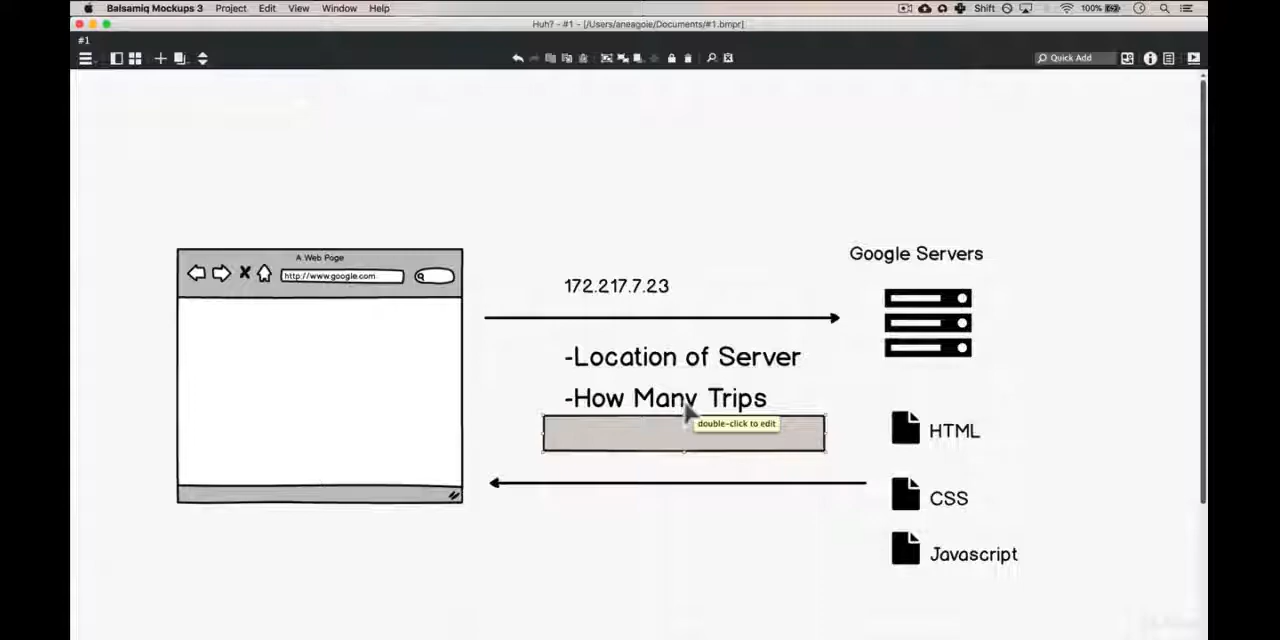 Balsamiq Mockups 3 Project Edit View Window Help Shift 100%
Huh? - #1 - [/Users/aneagoie/Documents/#1.bmpr]
#1
Quick Add
A Web Page
http://www.google.com
172.217.7.23
Google Servers
-Location of Server
-How Many Trips
double-click to edit
HTML
CSS
Javascript